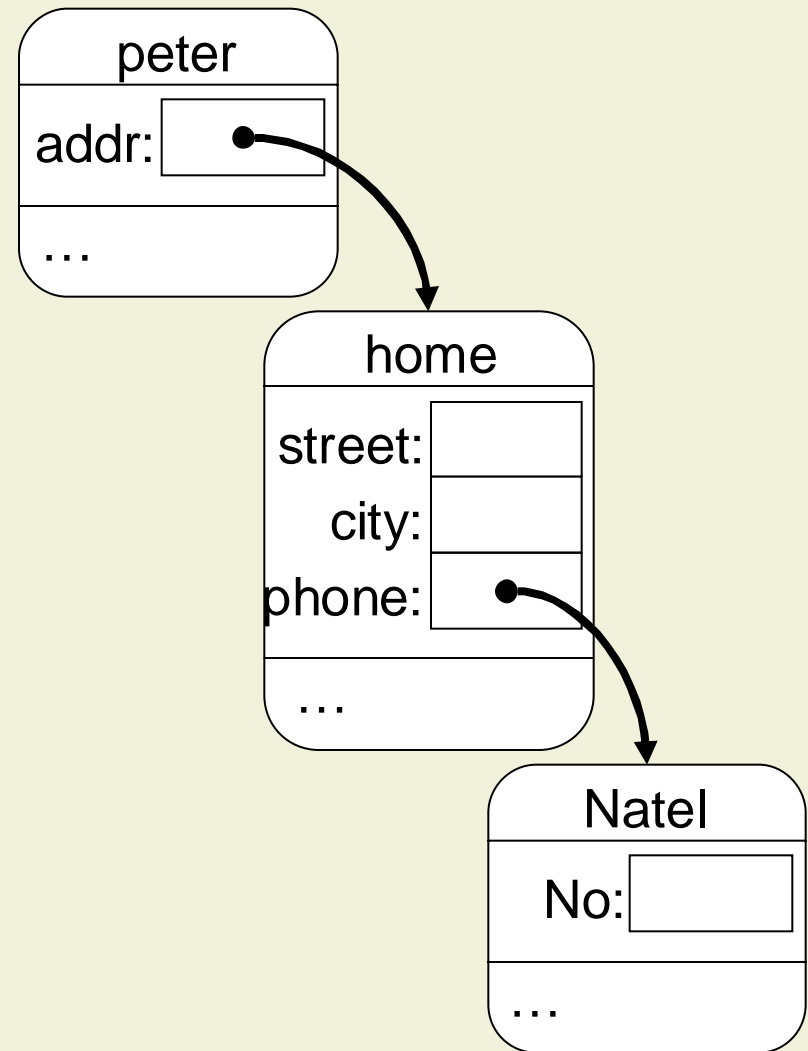 peter
addr:
…
home
street:
city:
phone:
…
Natel
No:
…